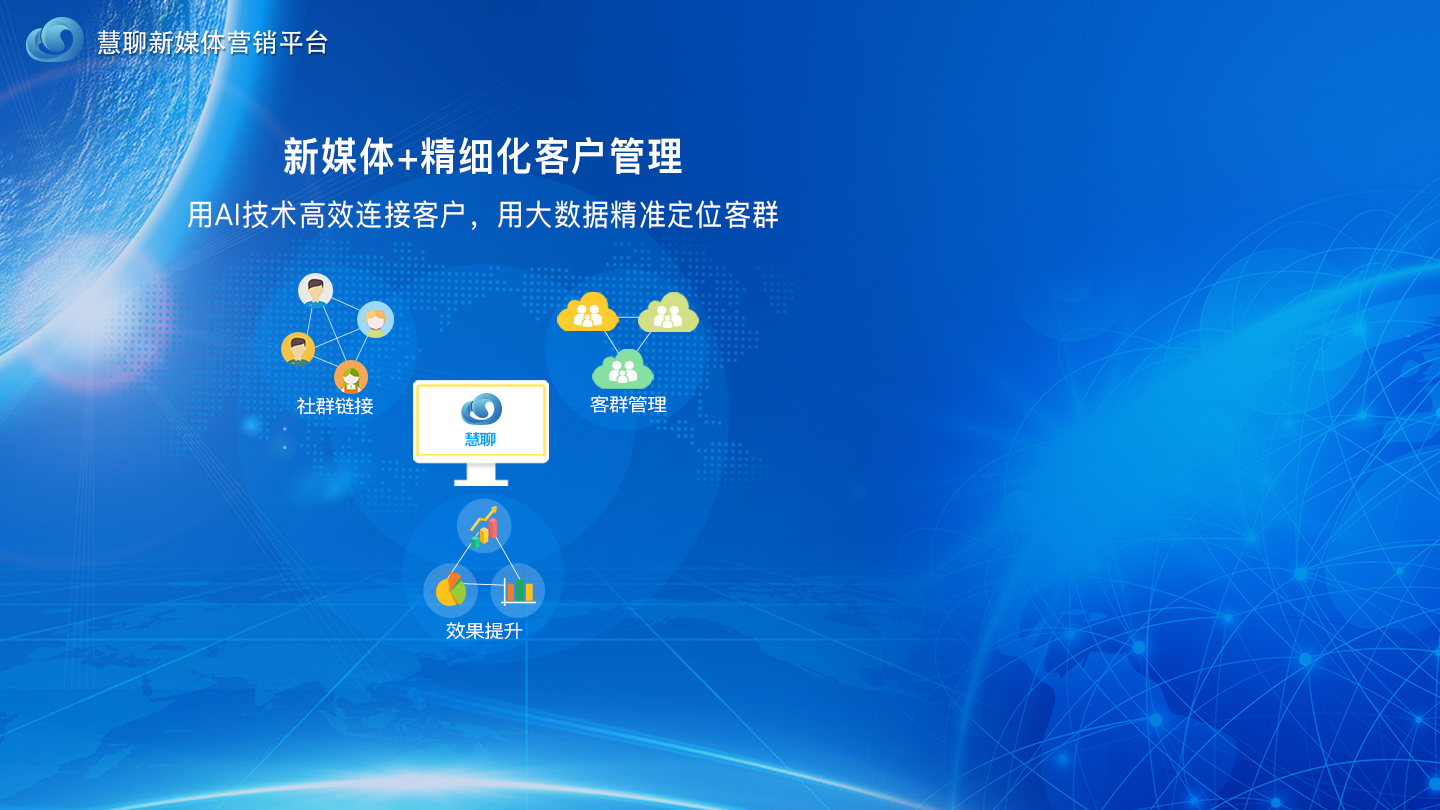 慧聊新媒体营销平台
新媒体+精细化客户管理
用AI技术高效连接客户，用大数据精准定位客群
社群链接
客群管理
慧聊
效果提升